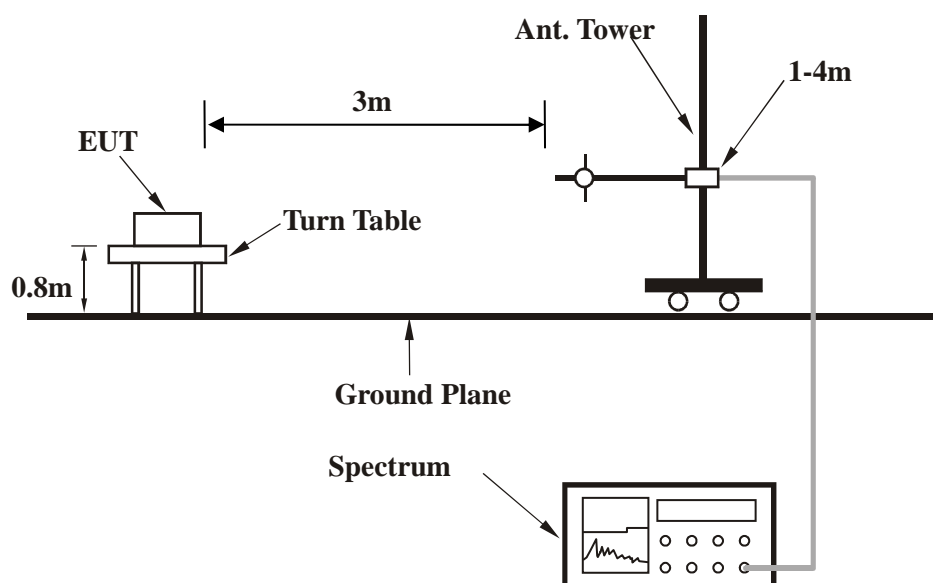 Ant. Tower
1-4m
3m
EUT
Turn Table
0.8m
Ground Plane
Spectrum